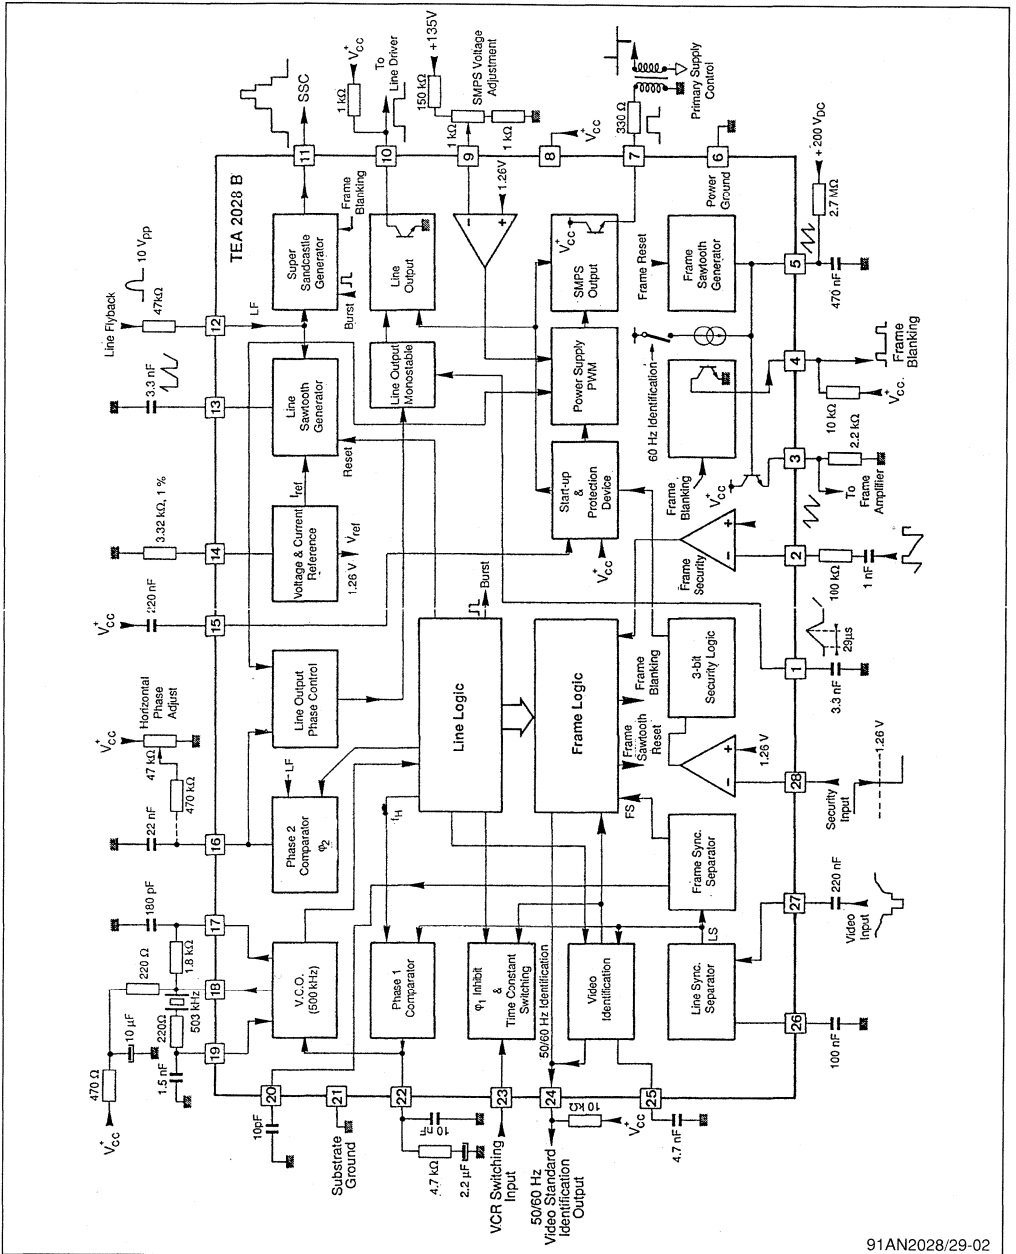 TEA 2028 B
SSC
11
1 kΩ
V+CC
To
Line Driver
10
+135V
150 kΩ
1 kΩ
SMPS Voltage
Adjustment
1 kΩ
9
8
V+CC
330 Ω
7
Primary Supply
Control
6
Power
Ground
+ 200 VDC
2.7 MΩ
5
470 nF
Line Flyback
10 Vpp
47kΩ
12
LF
Super
Sandcastle
Generator
Frame
Blanking
Burst
Line
Output
1.26V
SMPS
Output
V+CC
Frame Reset
Frame
Sawtooth
Generator
3.3 nF
13
Line
Sawtooth
Generator
Reset
Line Output
Monostable
Power Supply
PWM
60 Hz Identification
4
Frame
Blanking
10 kΩ
V+CC.
3.32 kΩ, 1 %
14
Iref
Voltage & Current
Reference
1.26 V
Vref
Start-up
&
Protection
Device
V+CC
Frame
Blanking
V+CC
3
2.2 kΩ
To
Frame
Amplifier
Frame
Security
2
100 kΩ
1 nF
V+CC
220 nF
15
Line Output
Phase Control
Line Logic
Burst
Frame Logic
Frame
Blanking
Frame
Sawtooth
Reset
3-bit
Security Logic
1
29µs
3.3 nF
V+CC
Horizontal
Phase
Adjust
47 kΩ
470 kΩ
22 nF
16
Phase 2
Comparator
φ2
LF
fH
FS
1.26 V
28
Security
Input
1.26 V
180 pF
17
1.8 kΩ
220 Ω
18
503 kHz
220Ω
19
1.5 nF
10 µF
470 Ω
V+CC
V.C.O.
(500 kHz)
Phase 1
Comparator
φ1 Inhibit
&
Time Constant
Switching
50/60 Hz Identification
Video
Identification
Frame Sync.
Separator
LS
Line Sync.
Separator
27
220 nF
Video
Input
26
100 nF
20
10pF
21
Substrate
Ground
22
10 nF
4.7 kΩ
2.2 µF
23
VCR Switching
Input
24
10 kΩ
V+CC
50/60 Hz
Video Standard
Identification
Output
25
4.7 nF
91AN2028/29-02